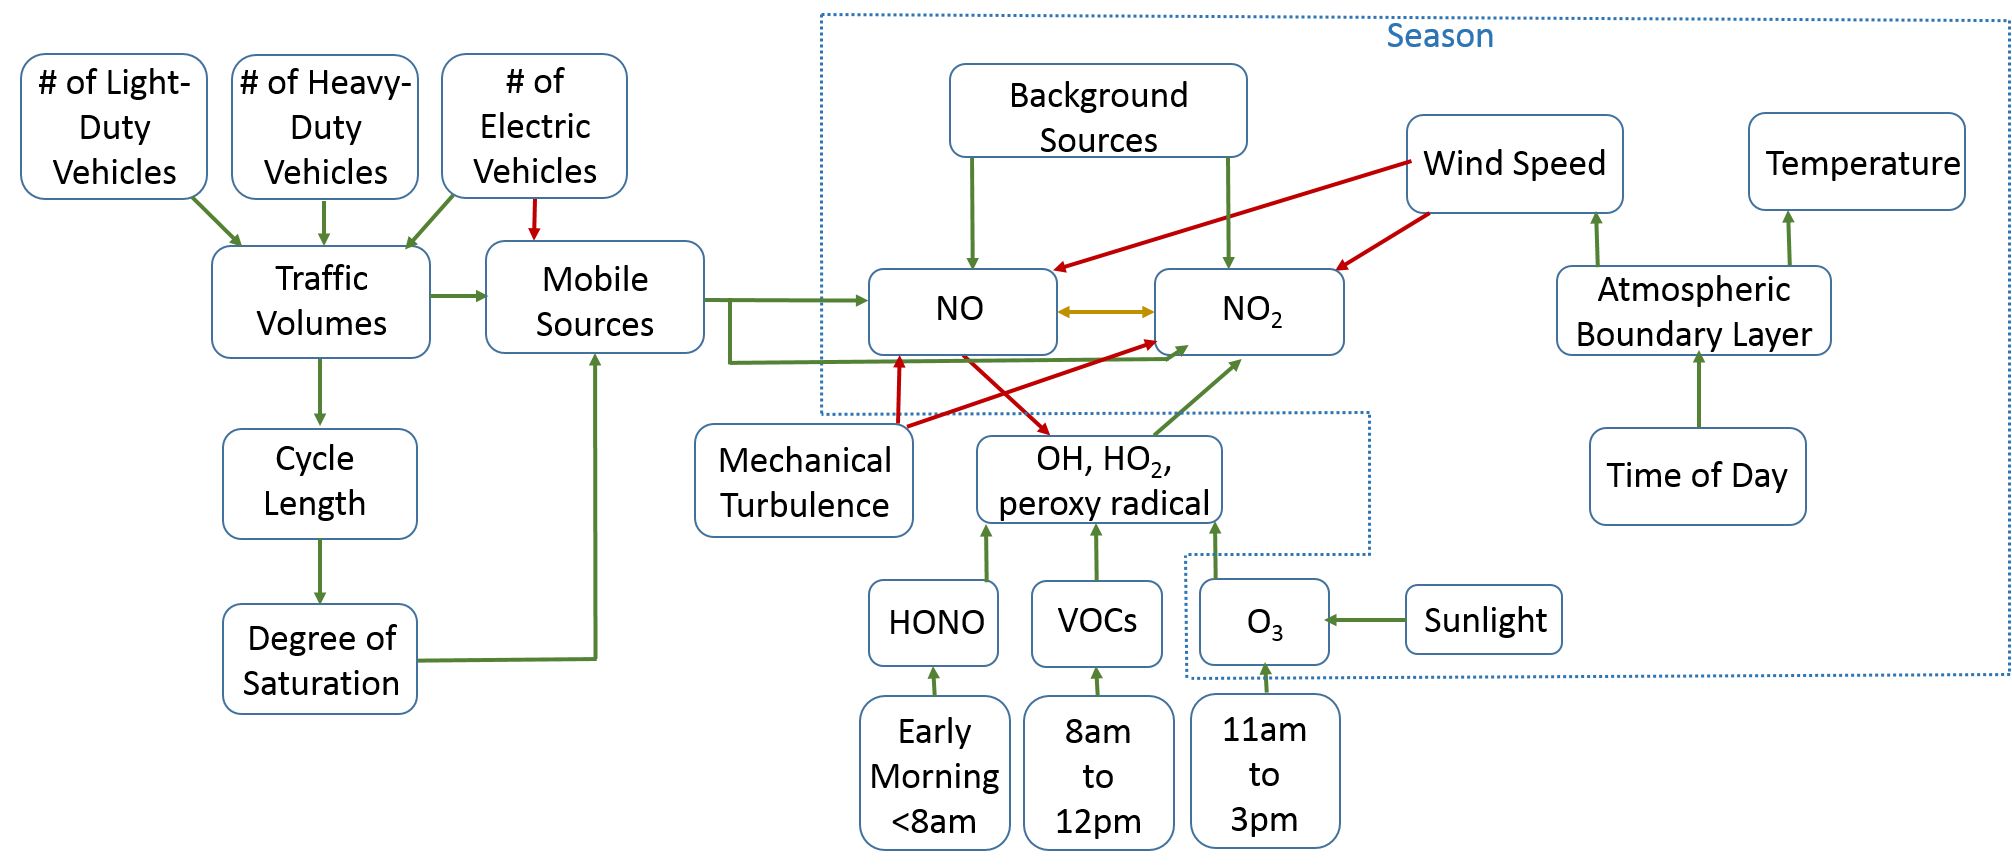 Season
# of Light-
Duty
Vehicles
# of Heavy-
Duty
Vehicles
# of
Electric
Vehicles
Background
Sources
Wind Speed
Temperature
Traffic
Volumes
Mobile
Sources
NO
NO₂
Atmospheric
Boundary Layer
Cycle
Length
Mechanical
Turbulence
OH, HO₂,
peroxy radical
Time of Day
Degree of
Saturation
HONO
VOCs
O₃
Sunlight
Early
Morning
<8am
8am
to
12pm
11am
to
3pm